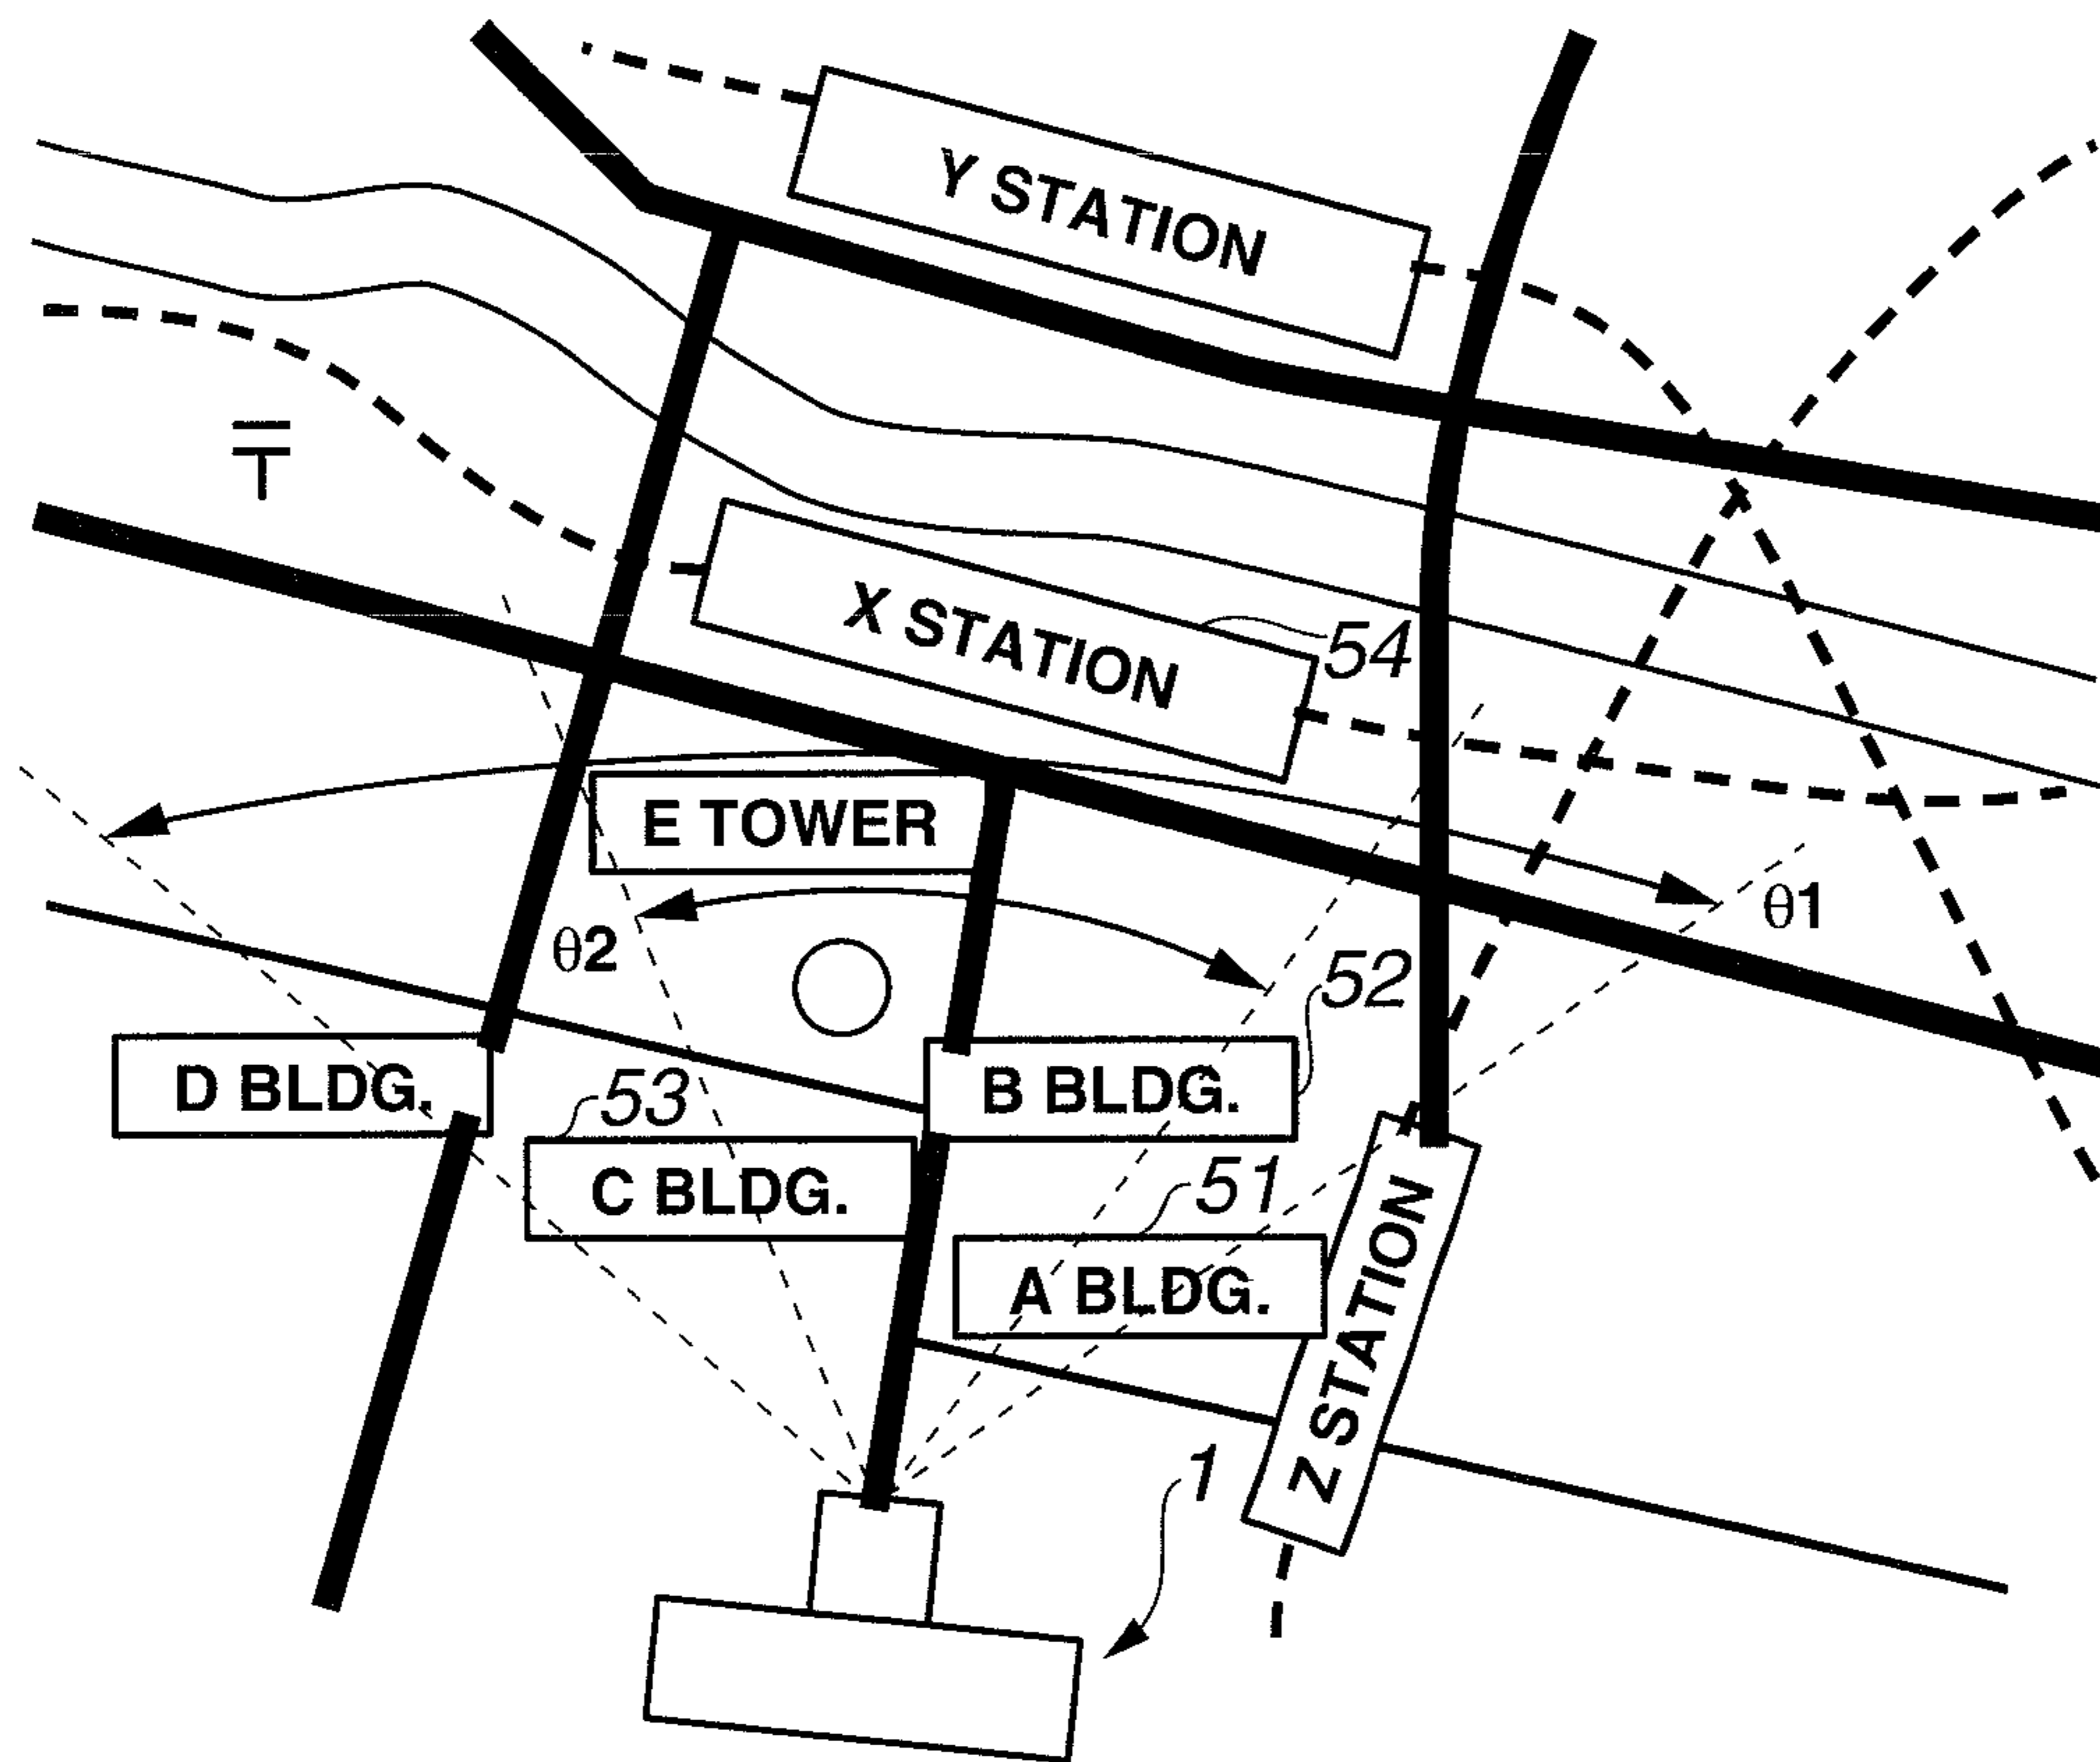 Y STATION
〒
X STATION
54
E TOWER
θ1
θ2
52
D BLDG.
53
B BLDG.
C BLDG.
51
A BLDG.
Z STATION
1